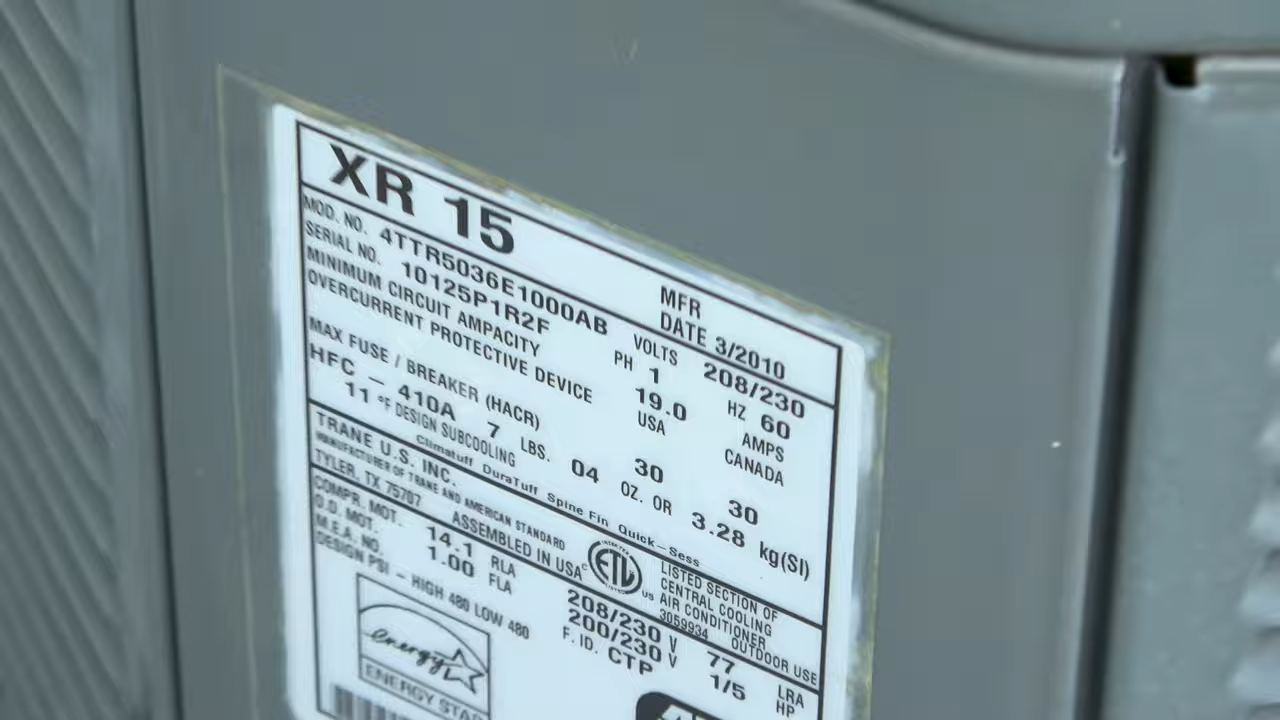 XR 15
MFR
DATE 3/2010
MOD. NO. 4TTR5036E1000AB VOLTS 208/230
SERIAL NO. 10125P1R2F PH 1 HZ 60
MINIMUM CIRCUIT AMPACITY 19.0 AMPS
OVERCURRENT PROTECTIVE DEVICE USA CANADA
MAX FUSE / BREAKER (HACR) 30 30
HFC – 410A 7 LBS. 04 OZ. OR 3.28 kg(SI)
11 °F DESIGN SUBCOOLING
Climatuff DuraTuff Spine Fin Quick–Sess
TRANE U.S. INC.
MANUFACTURER OF TRANE AND AMERICAN STANDARD
TYLER, TX 75707 ASSEMBLED IN USA
C ETL US
LISTED SECTION OF
CENTRAL COOLING
AIR CONDITIONER
3059934 OUTDOOR USE
COMPR. MOT. 14.1 RLA 208/230 V 77 LRA
O.D. MOT. 1.00 FLA 200/230 V 1/5 HP
M.E.A. NO. F. ID. CTP
DESIGN PSI – HIGH 480 LOW 480
energy
ENERGY STAR